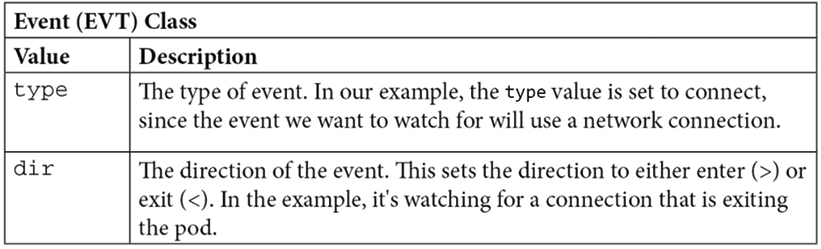 Event (EVT) Class
Value Description
type The type of event. In our example, the type value is set to connect,
since the event we want to watch for will use a network connection.
dir The direction of the event. This sets the direction to either enter (>) or
exit (<). In the example, it's watching for a connection that is exiting
the pod.